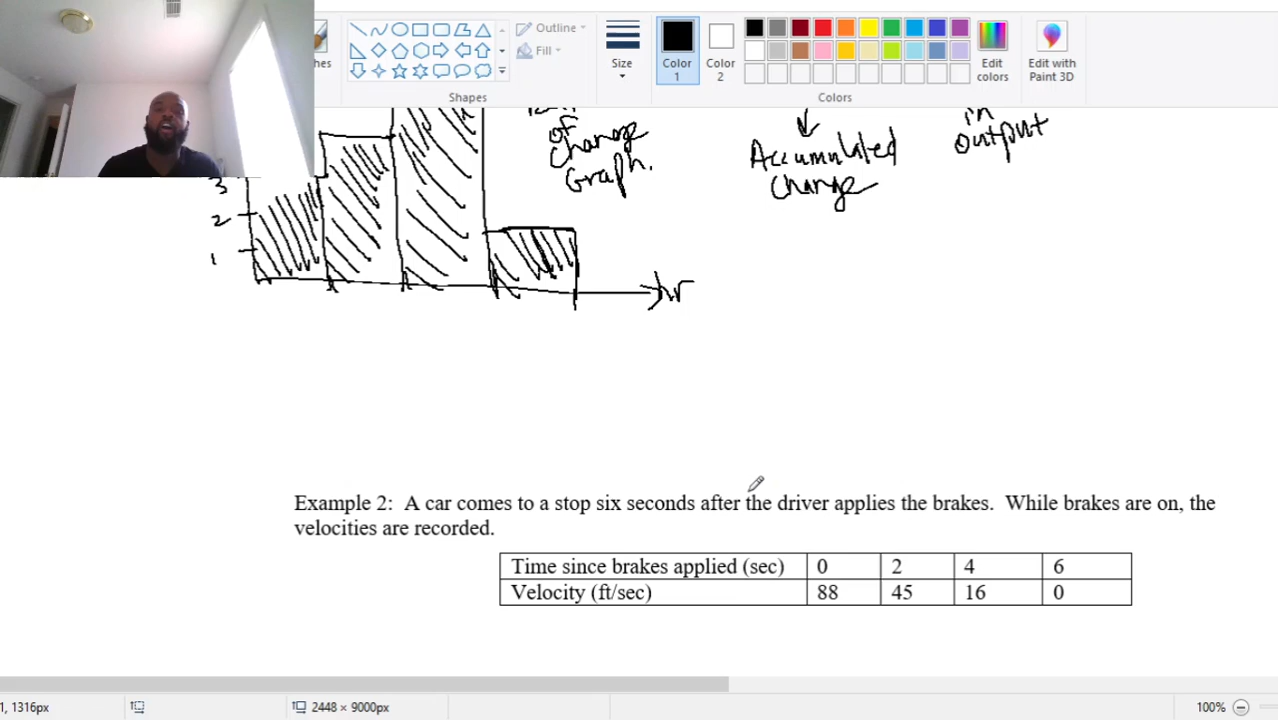 Outline
Fill
Size
Color
1
Color
2
Edit
colors
Edit with
Paint 3D
Shapes
Colors
of
Change
Graph.
Accumulated
Change
in
output
3
2
1
hr
Example 2: A car comes to a stop six seconds after the driver applies the brakes. While brakes are on, the
velocities are recorded.
Time since brakes applied (sec) 0 2 4 6
Velocity (ft/sec) 88 45 16 0
1, 1316px
2448 × 9000px
100%